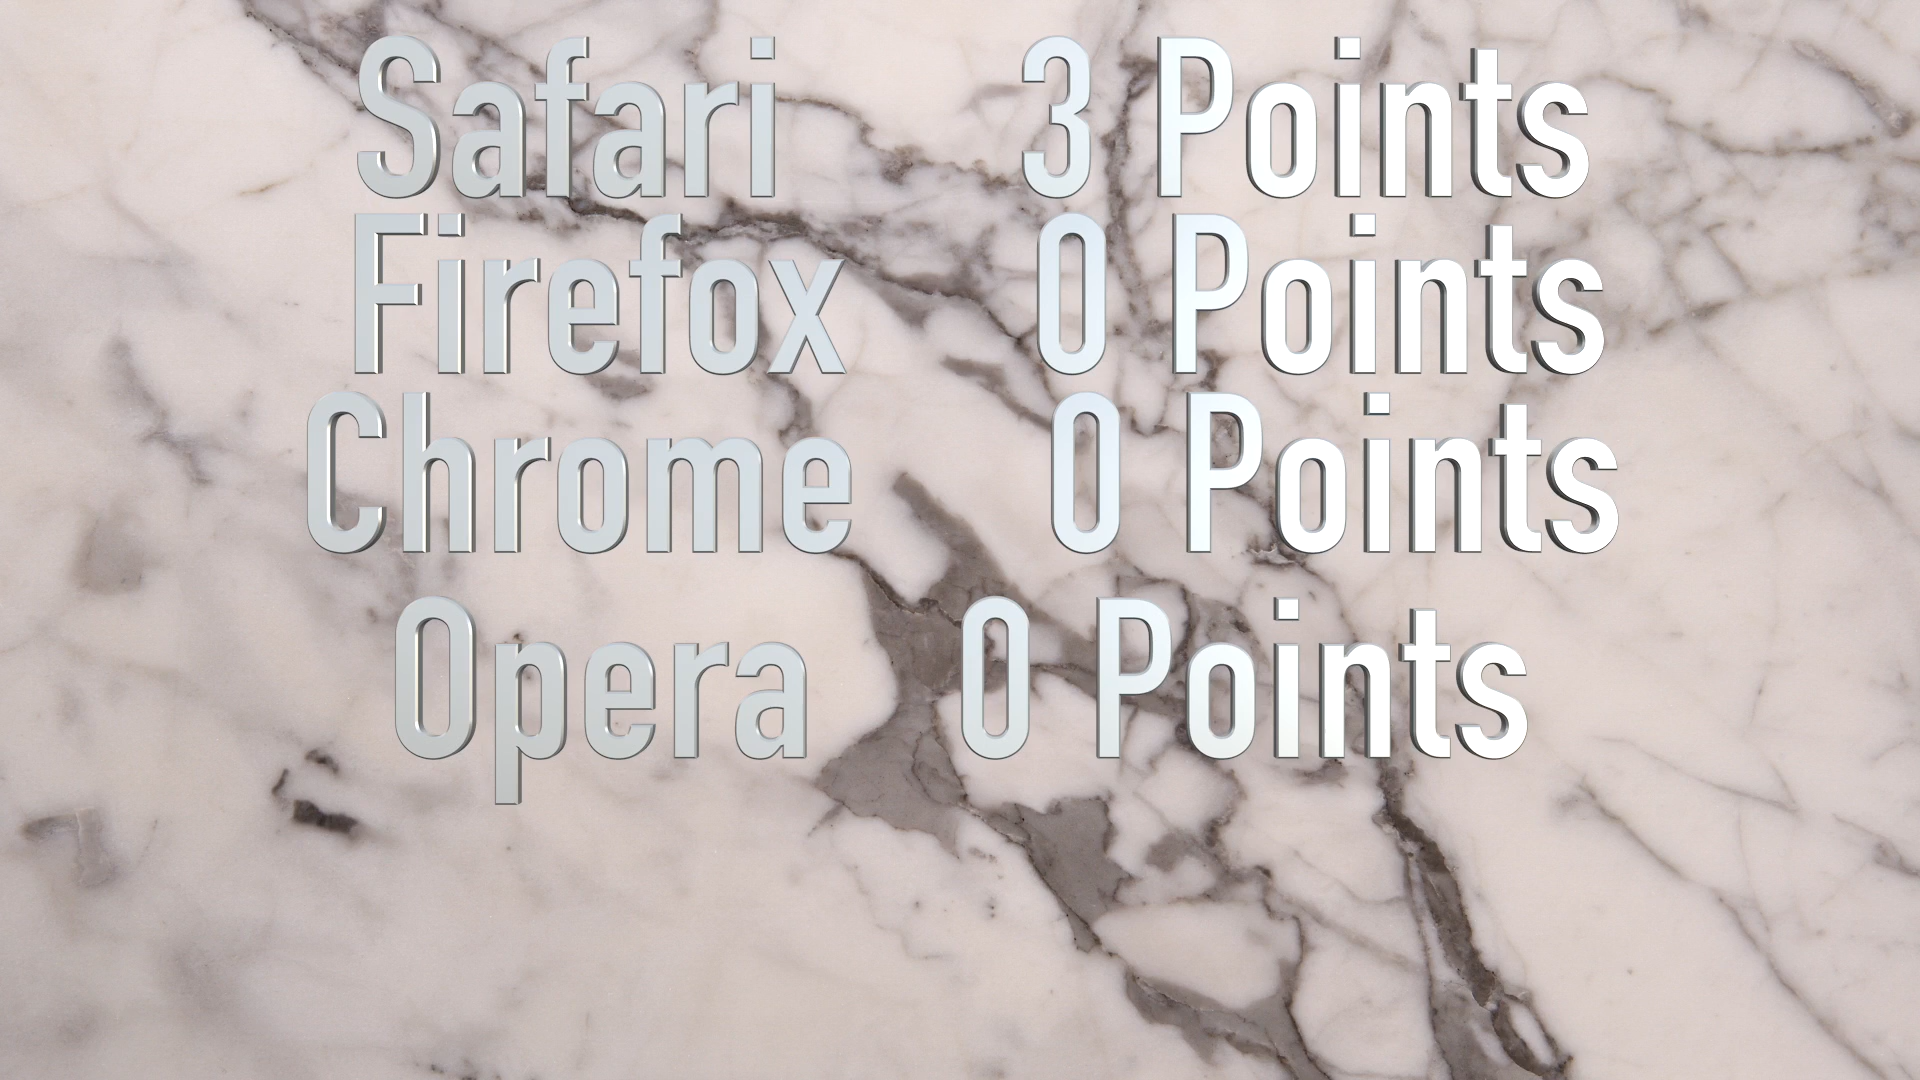 Safari 3 Points
Firefox 0 Points
Chrome 0 Points
Opera 0 Points